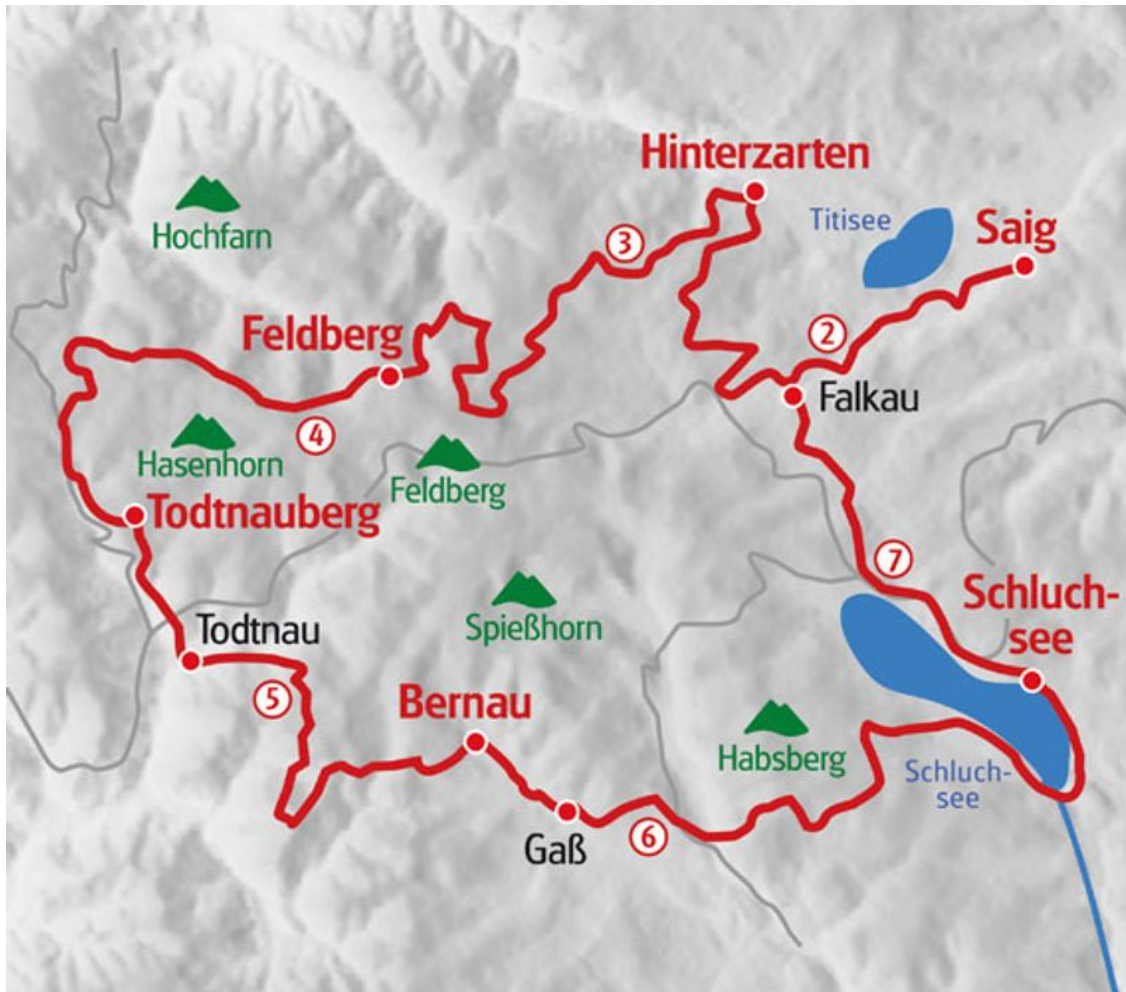 Hinterzarten
Titisee
Saig
Hochfarn
3
2
Feldberg
Falkau
4
Hasenhorn
Feldberg
Todtnauberg
7
Schluch-
see
Todtnau
Spießhorn
5
Bernau
Habsberg
Schluch-
see
6
Gaß